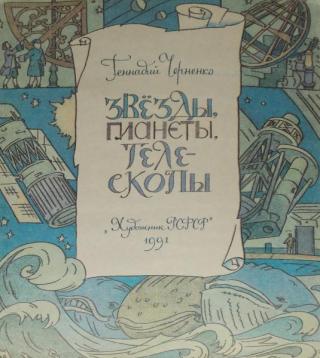 Геннадий Черненко
ЗВЁЗДЫ,
ПЛАНЕТЫ,
ТЕЛЕ-
СКОПЫ
„Художник РСФСР"
1991